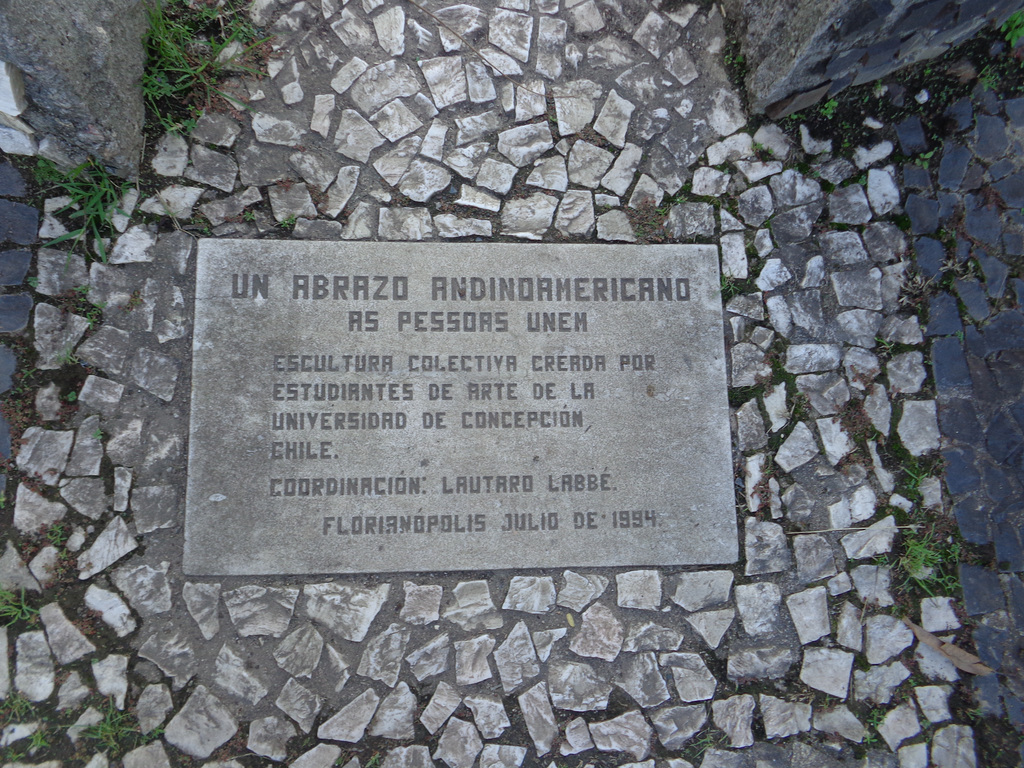 UN ABRAZO ANDINOAMERICANO
AS PESSOAS UNEM
ESCULTURA COLECTIVA CREADA POR
ESTUDIANTES DE ARTE DE LA
UNIVERSIDAD DE CONCEPCIÓN,
CHILE.
COORDINACIÓN: LAUTARO LABBÉ.
FLORIANÓPOLIS JULIO DE 1994.